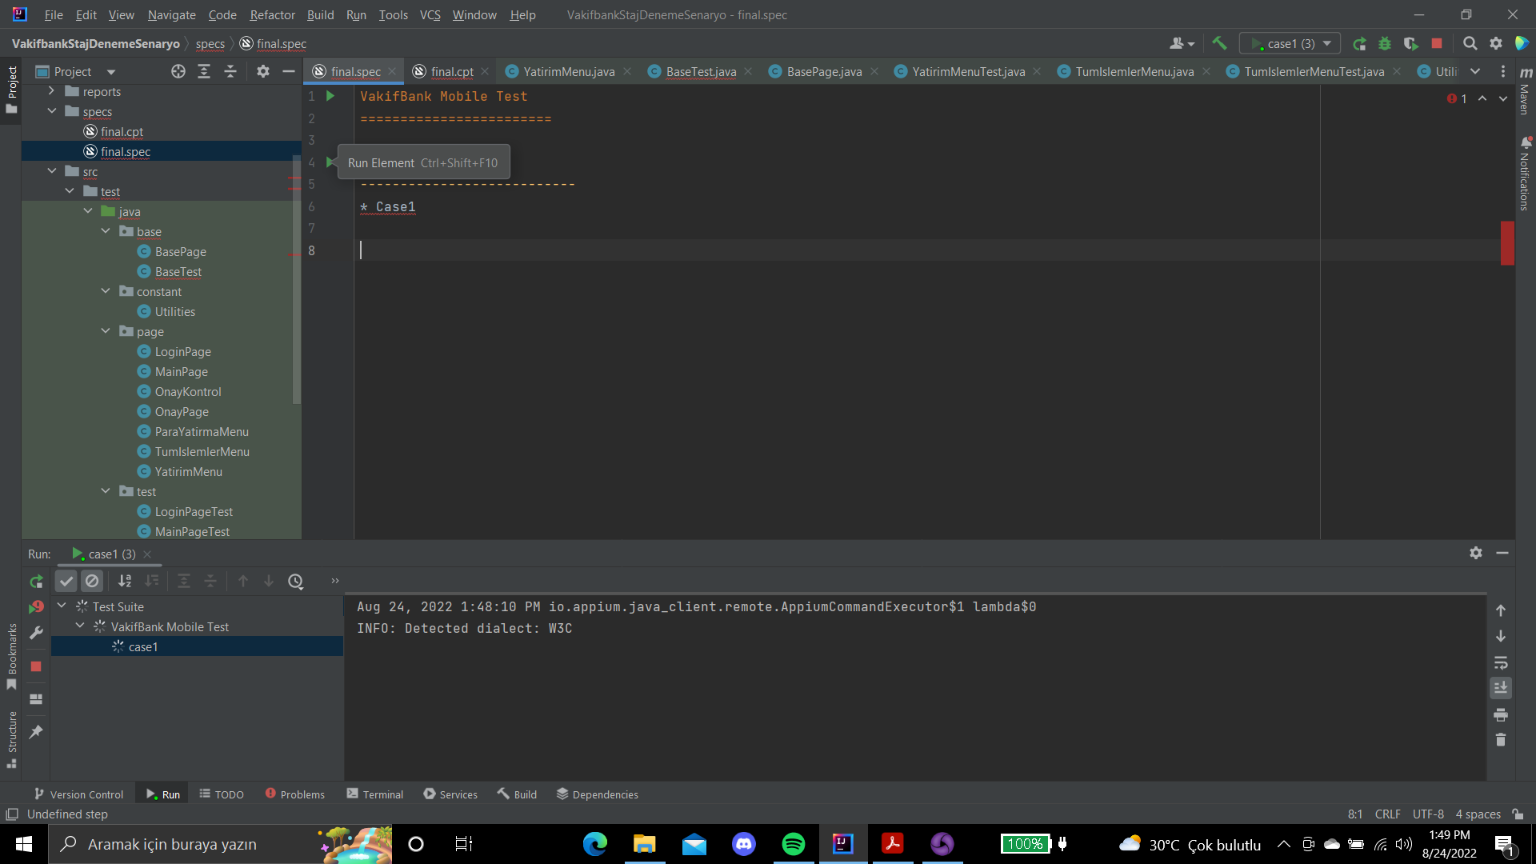 File Edit View Navigate Code Refactor Build Run Tools VCS Window Help VakifbankStajDenemeSenaryo - final.spec
VakifbankStajDenemeSenaryo specs final.spec case1 (3)
Project final.spec final.cpt YatirimMenu.java BaseTest.java BasePage.java YatirimMenuTest.java TumIslemlerMenu.java TumIslemlerMenuTest.java Utili
Project
reports
specs
final.cpt
final.spec
src
test
java
base
BasePage
BaseTest
constant
Utilities
page
LoginPage
MainPage
OnayKontrol
OnayPage
ParaYatirmaMenu
TumIslemlerMenu
YatirimMenu
test
LoginPageTest
MainPageTest
1 VakifBank Mobile Test
2 ========================
3
4 Run Element Ctrl+Shift+F10
5 ---------------------------
6 * Case1
7
8
1
m
Maven
Notifications
Run: case1 (3)
Test Suite
VakifBank Mobile Test
case1
Aug 24, 2022 1:48:10 PM io.appium.java_client.remote.AppiumCommandExecutor$1 lambda$0
INFO: Detected dialect: W3C
Bookmarks
Structure
Version Control Run TODO Problems Terminal Services Build Dependencies
Undefined step 8:1 CRLF UTF-8 4 spaces
Aramak için buraya yazın 100% 30°C Çok bulutlu 1:49 PM
8/24/2022 1